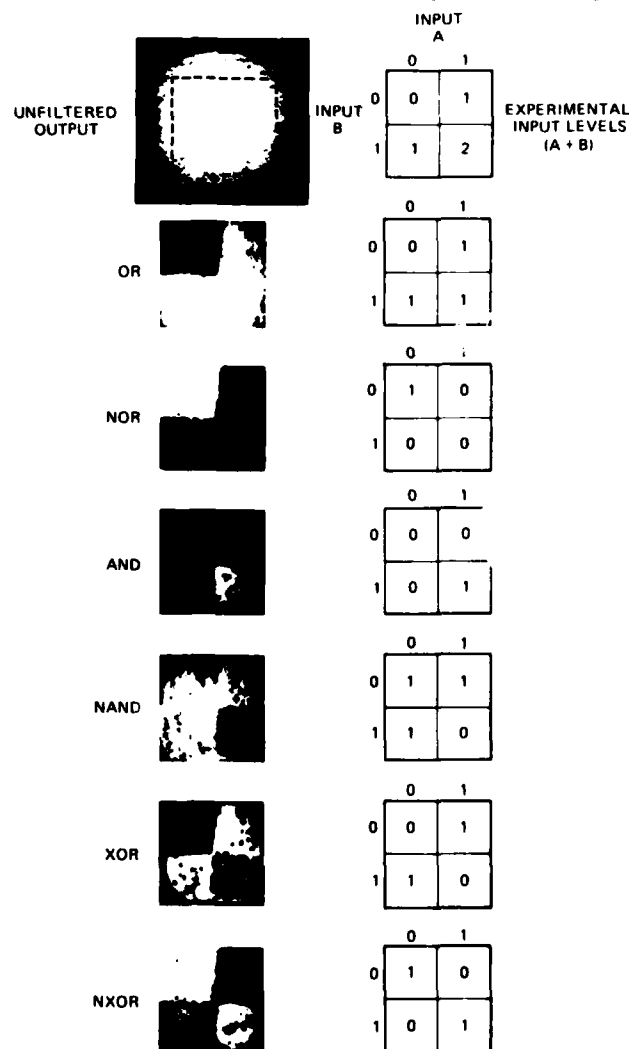 INPUT
A
0 1
UNFILTERED
OUTPUT
INPUT
B
0 0 1
1 1 2
EXPERIMENTAL
INPUT LEVELS
(A + B)
OR
0 1
0 0 1
1 1 1
NOR
0
0 1 0
1 0 0
AND
0 1
0 0 0
1 0 1
NAND
0 1
0 1 1
1 1 0
XOR
0 1
0 0 1
1 1 0
NXOR
0 1
0 1 0
1 0 1